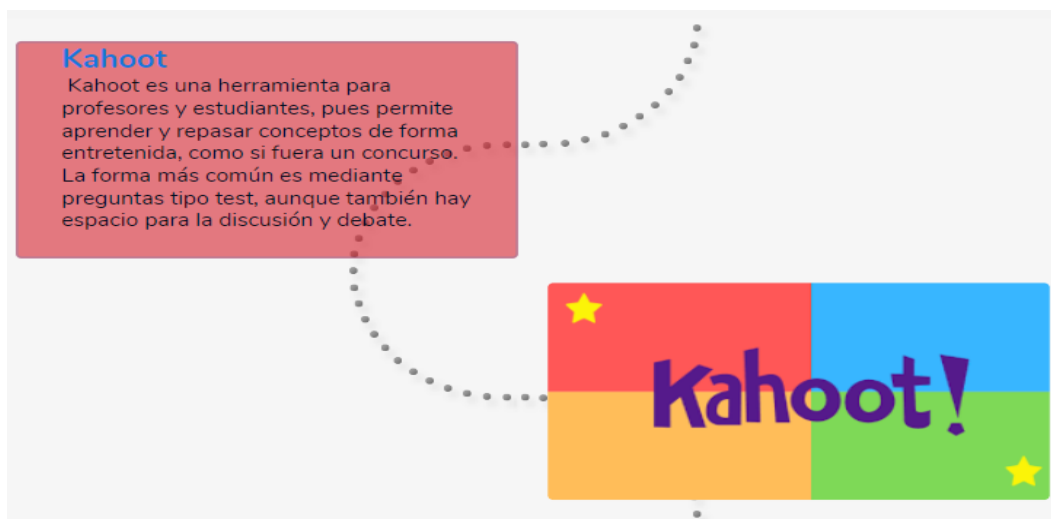 Kahoot
Kahoot es una herramienta para
profesores y estudiantes, pues permite
aprender y repasar conceptos de forma
entretenida, como si fuera un concurso.
La forma más común es mediante
preguntas tipo test, aunque también hay
espacio para la discusión y debate.
Kahoot!